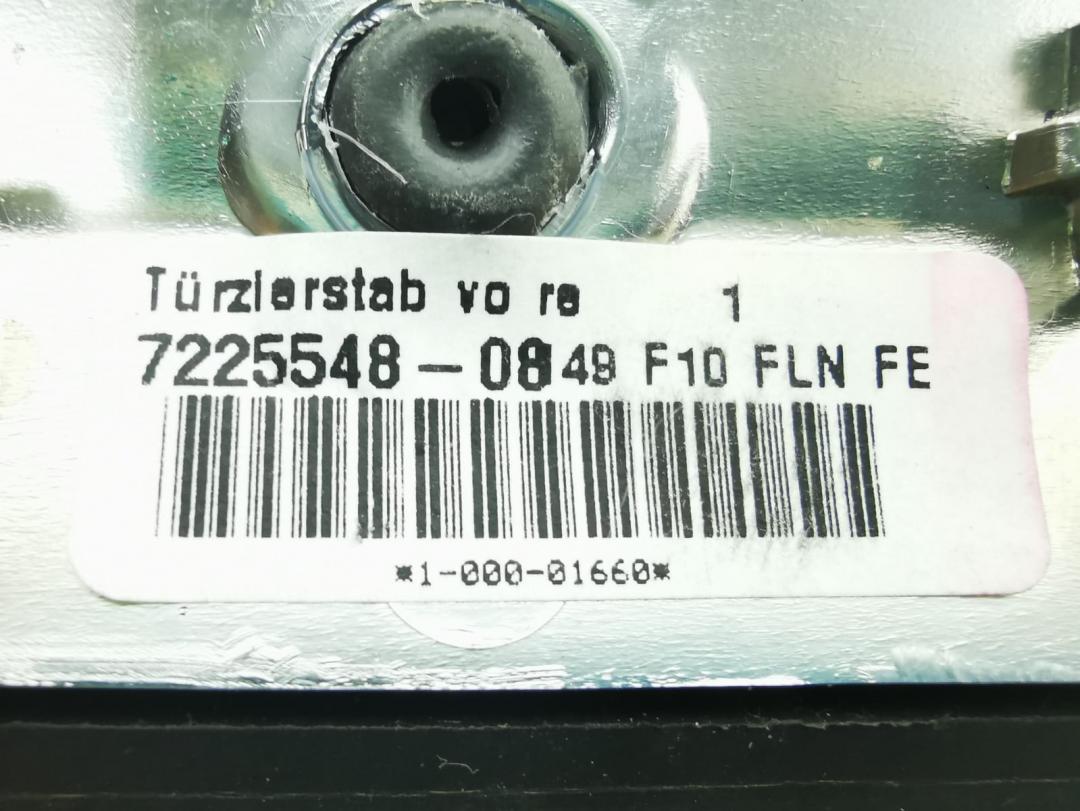 Türzierstab vo re 1
7225548-08 49 F10 FLN FE
*1-000-01660*